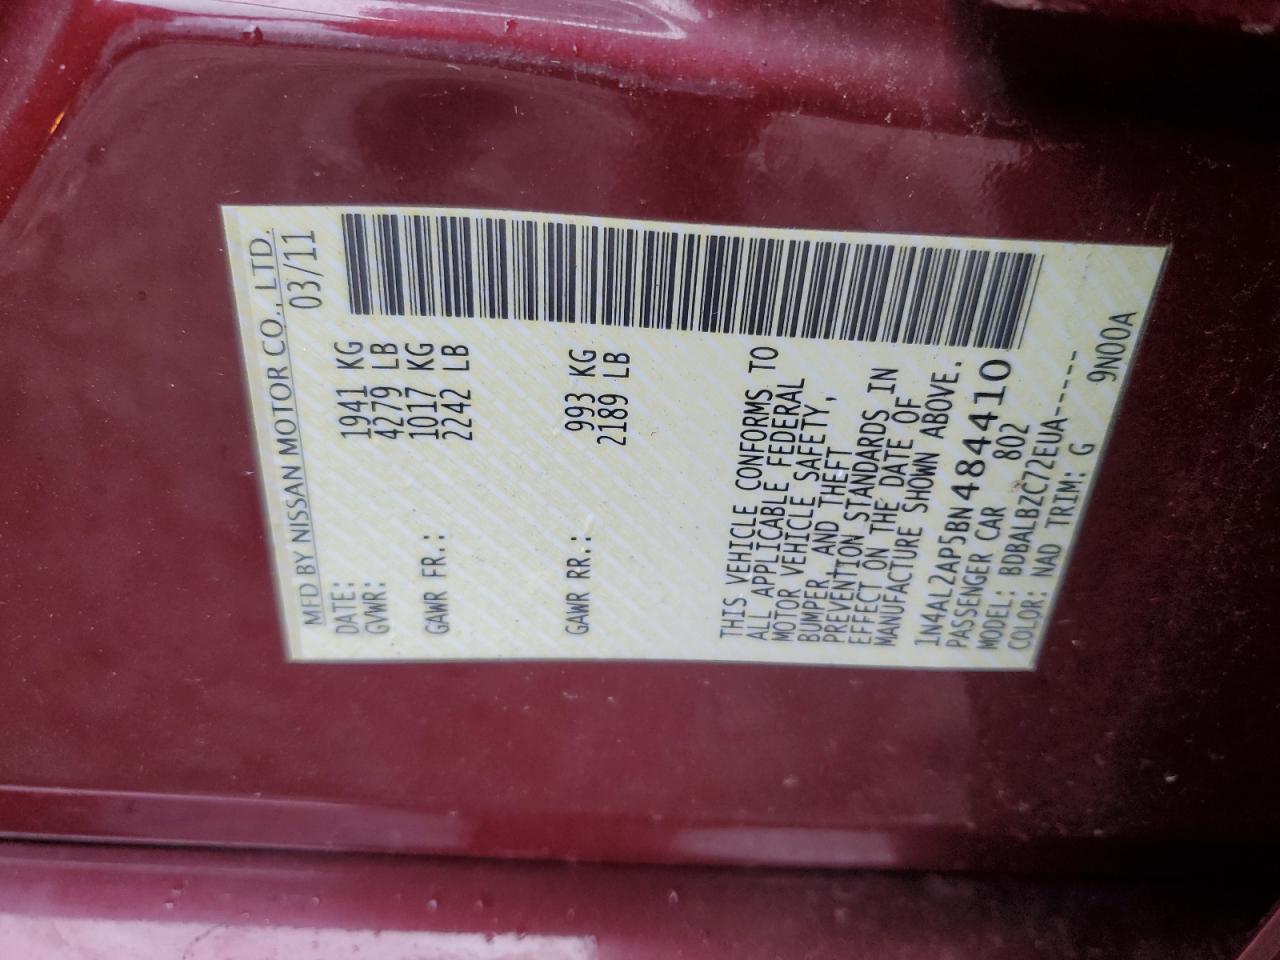 MFD BY NISSAN MOTOR CO., LTD.
DATE: 03/11
GVWR: 1941 KG
4279 LB
GAWR FR.: 1017 KG
2242 LB
GAWR RR.: 993 KG
2189 LB
THIS VEHICLE CONFORMS TO
ALL APPLICABLE FEDERAL
MOTOR VEHICLE SAFETY,
BUMPER AND THEFT
PREVENTION STANDARDS IN
EFFECT ON THE DATE OF
MANUFACTURE SHOWN ABOVE.
1N4AL2AP5BN484410
PASSENGER CAR 802
MODEL: BDBALBZC72EUA-----
COLOR: NAD TRIM: G 9N00A